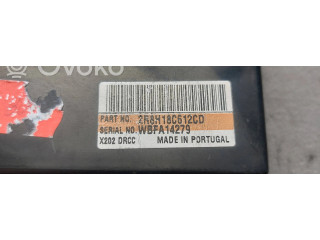 OVOKO
PART NO. 2R8H18C612CD
SERIAL NO. WBFA14279
X202 DRCC MADE IN PORTUGAL